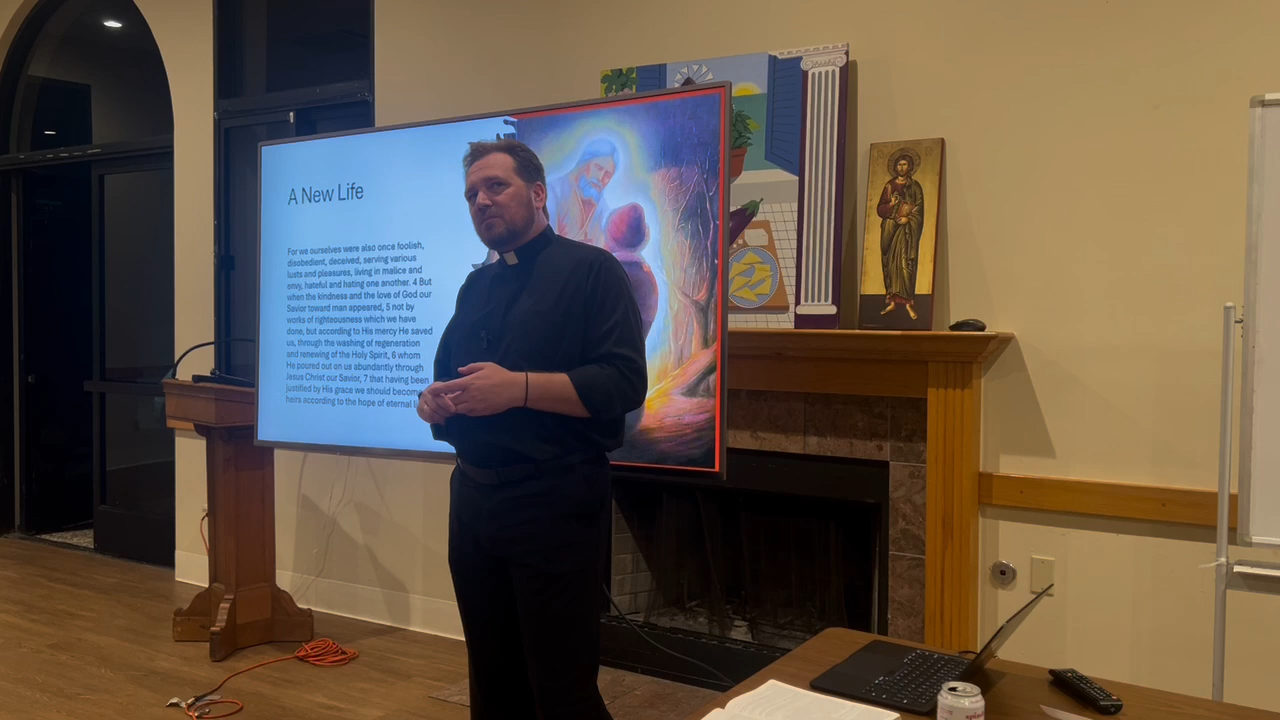 A New Life
For we ourselves were also once foolish,
disobedient, deceived, serving various
lusts and pleasures, living in malice and
envy, hateful and hating one another. 4 But
when the kindness and the love of God our
Savior toward man appeared, 5 not by
works of righteousness which we have
done, but according to His mercy He saved
us, through the washing of regeneration
and renewing of the Holy Spirit, 6 whom
He poured out on us abundantly through
Jesus Christ our Savior, 7 that having been
justified by His grace we should become
heirs according to the hope of eternal